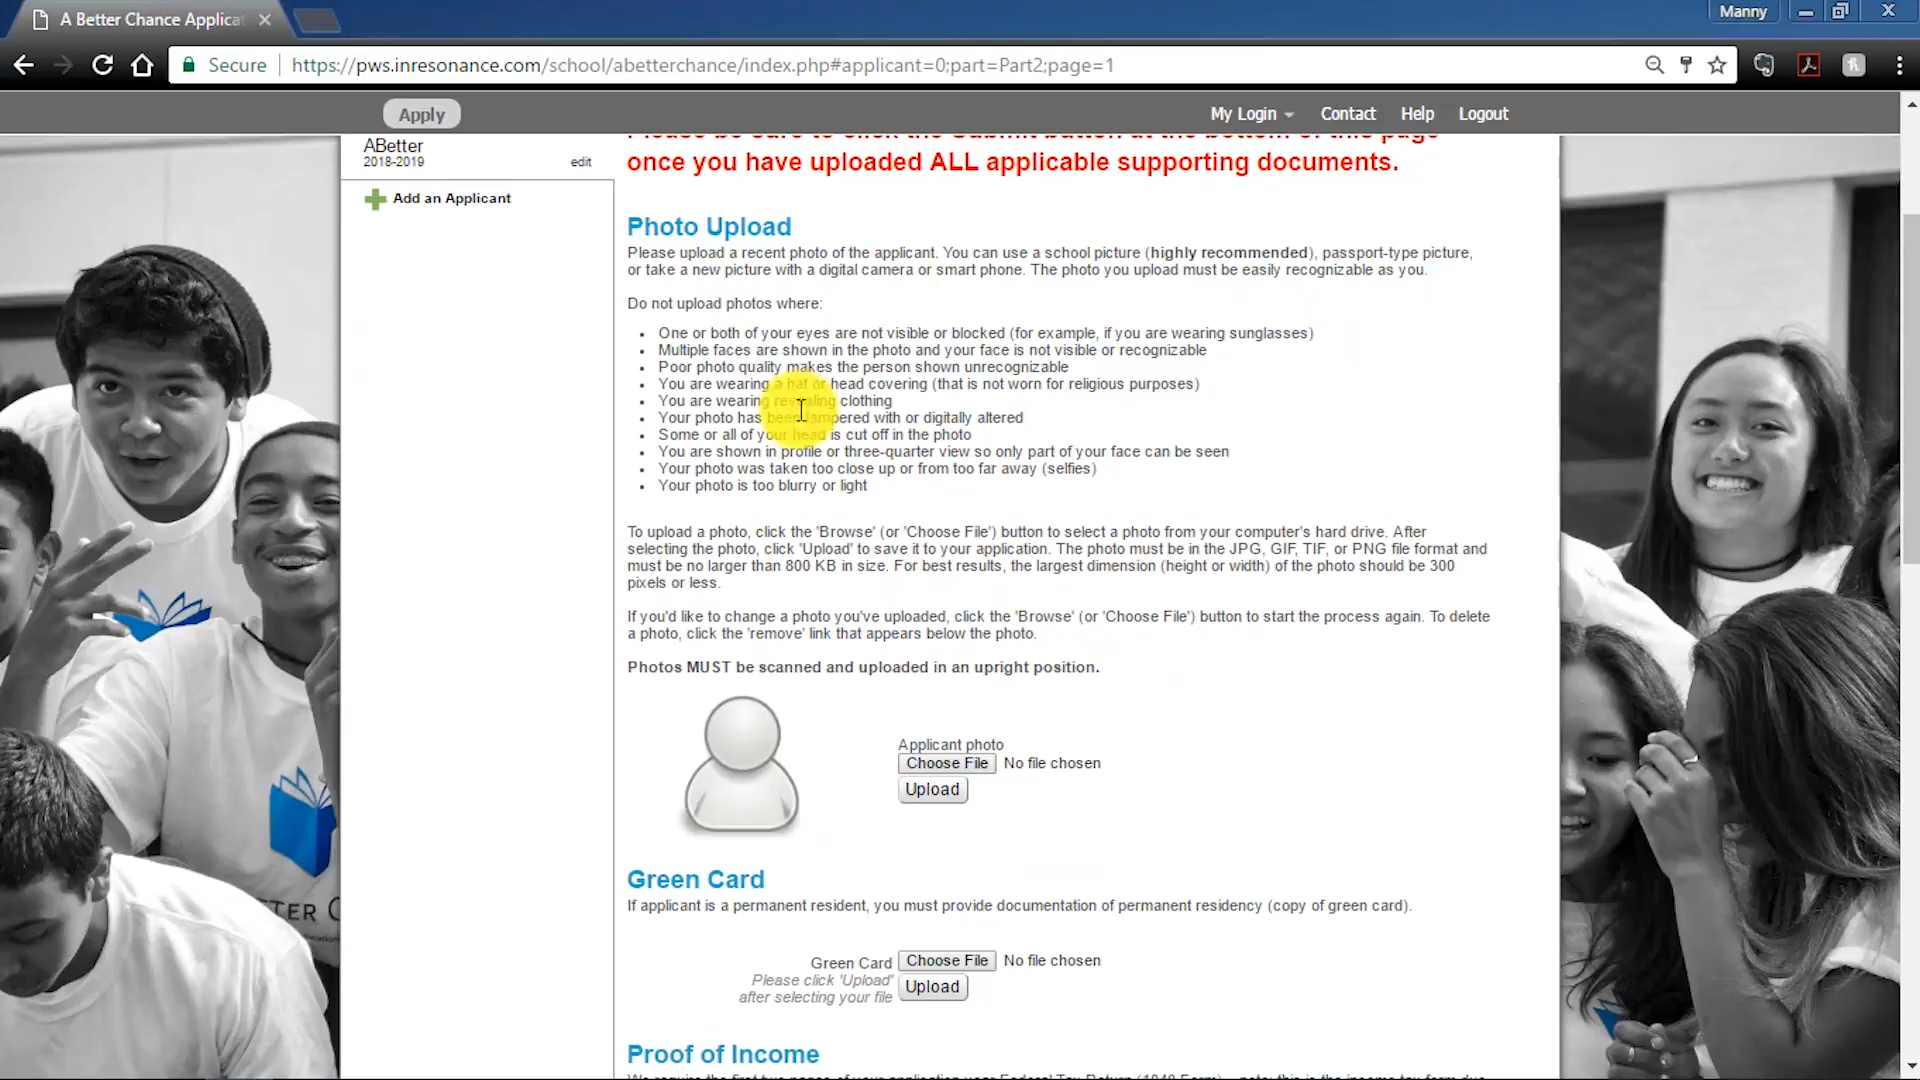 A Better Chance Applica
Manny
Secure
https://pws.inresonance.com/school/abetterchance/index.php#applicant=0;part=Part2;page=1
Apply
My Login
Contact
Help
Logout
ABetter
2018-2019
edit
Add an Applicant
Please be sure to click the Submit button at the bottom of this page
once you have uploaded ALL applicable supporting documents.
Photo Upload
Please upload a recent photo of the applicant. You can use a school picture (highly recommended), passport-type picture,
or take a new picture with a digital camera or smart phone. The photo you upload must be easily recognizable as you.
Do not upload photos where:
• One or both of your eyes are not visible or blocked (for example, if you are wearing sunglasses)
• Multiple faces are shown in the photo and your face is not visible or recognizable
• Poor photo quality makes the person shown unrecognizable
• You are wearing a hat or head covering (that is not worn for religious purposes)
• You are wearing revealing clothing
• Your photo has been tampered with or digitally altered
• Some or all of your head is cut off in the photo
• You are shown in profile or three-quarter view so only part of your face can be seen
• Your photo was taken too close up or from too far away (selfies)
• Your photo is too blurry or light
To upload a photo, click the 'Browse' (or 'Choose File') button to select a photo from your computer's hard drive. After
selecting the photo, click 'Upload' to save it to your application. The photo must be in the JPG, GIF, TIF, or PNG file format and
must be no larger than 800 KB in size. For best results, the largest dimension (height or width) of the photo should be 300
pixels or less.
If you'd like to change a photo you've uploaded, click the 'Browse' (or 'Choose File') button to start the process again. To delete
a photo, click the 'remove' link that appears below the photo.
Photos MUST be scanned and uploaded in an upright position.
Applicant photo
Choose File No file chosen
Upload
Green Card
If applicant is a permanent resident, you must provide documentation of permanent residency (copy of green card).
Green Card
Choose File No file chosen
Please click 'Upload'
after selecting your file
Upload
Proof of Income
TER C